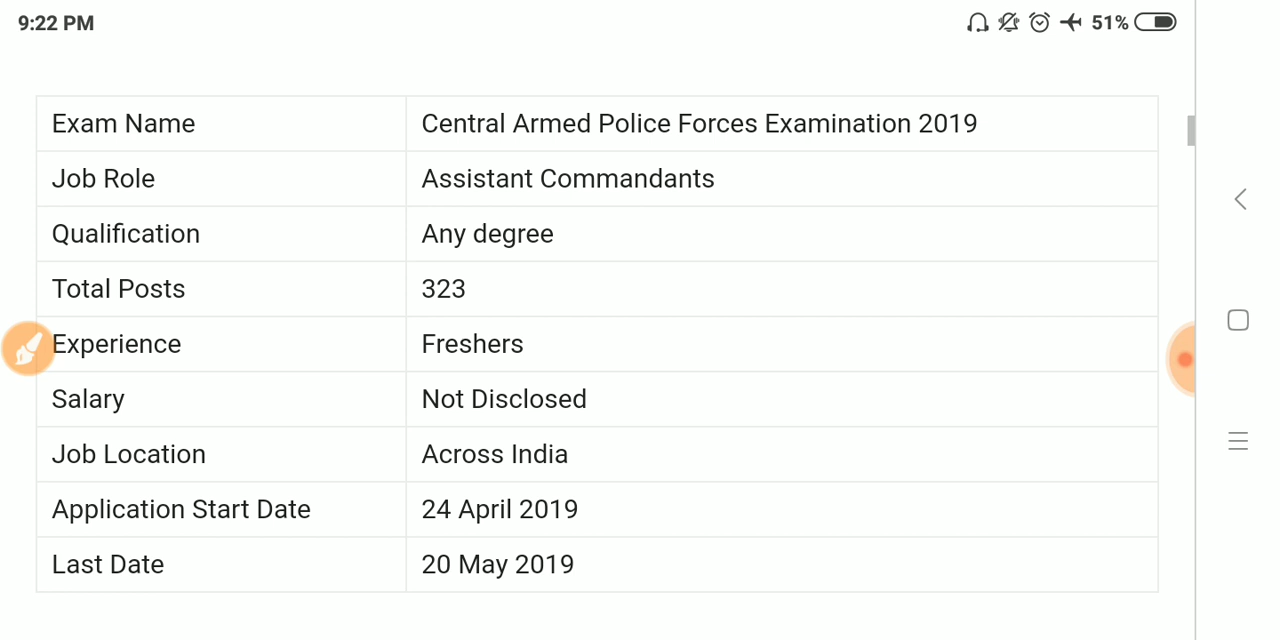 9:22 PM 51%
Exam Name Central Armed Police Forces Examination 2019
Job Role Assistant Commandants
Qualification Any degree
Total Posts 323
Experience Freshers
Salary Not Disclosed
Job Location Across India
Application Start Date 24 April 2019
Last Date 20 May 2019